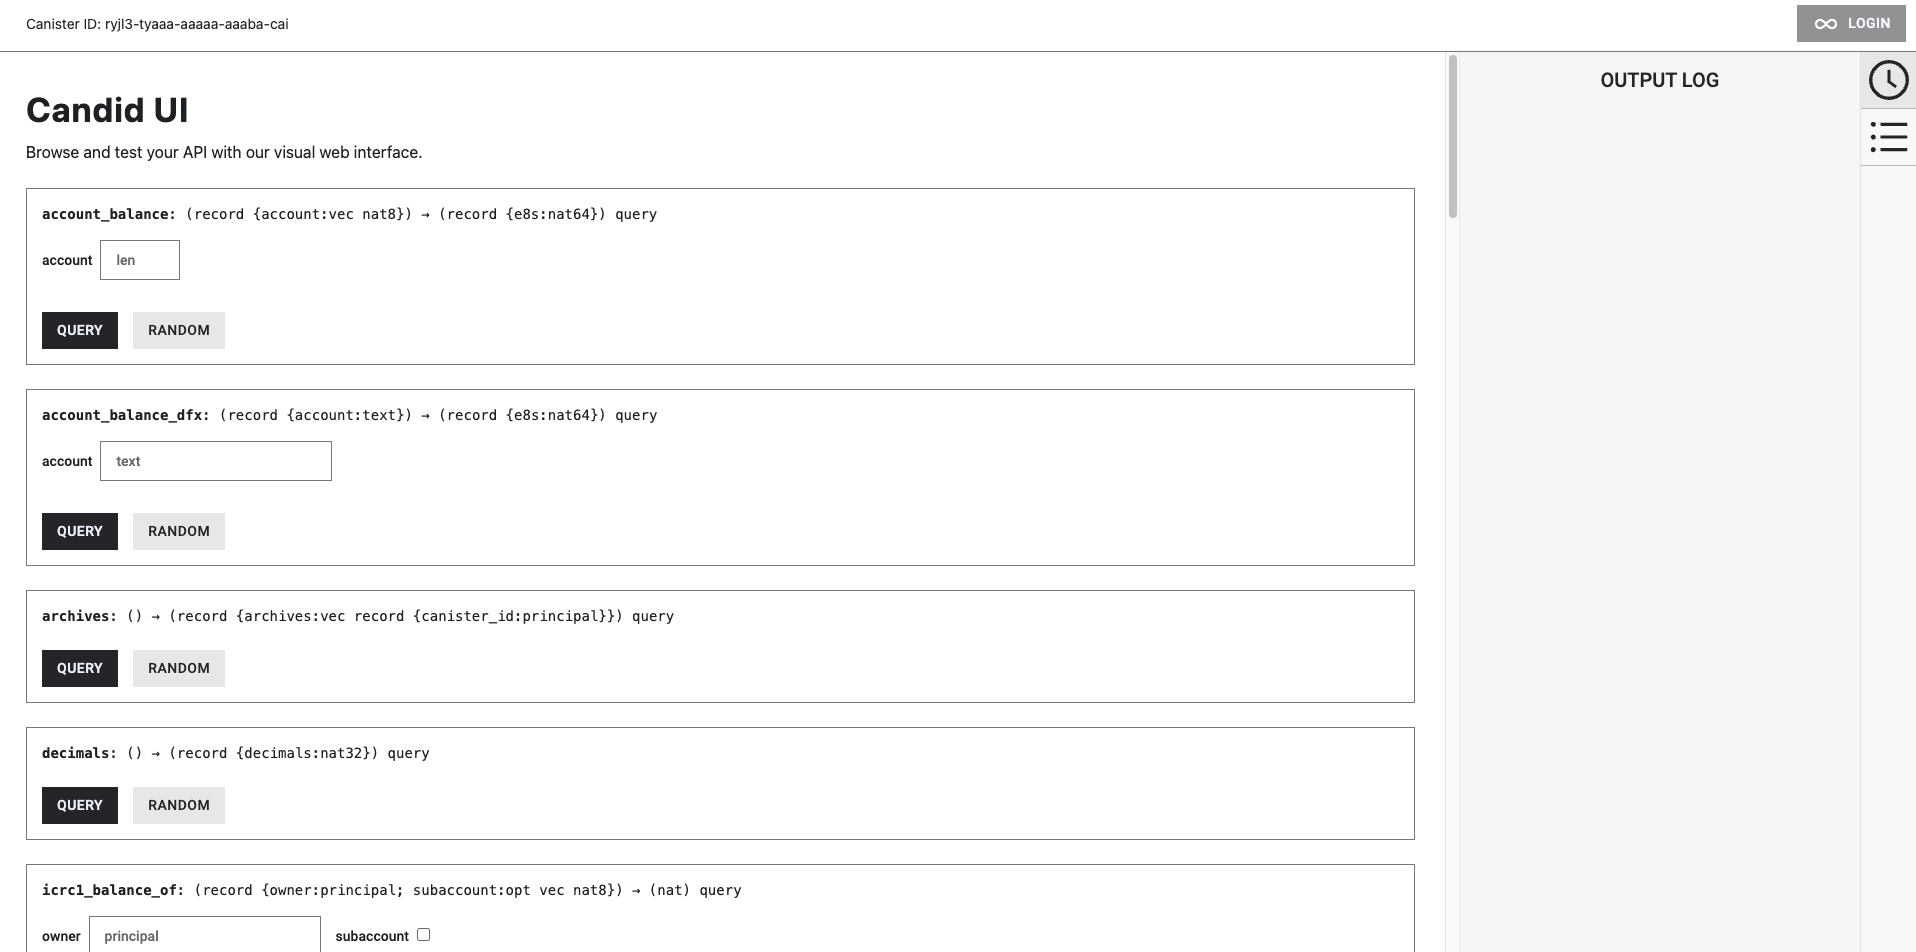 Canister ID: ryjl3-tyaaa-aaaaa-aaaba-cai
LOGIN
Candid UI
Browse and test your API with our visual web interface.
account_balance: (record {account:vec nat8}) → (record {e8s:nat64}) query
account len
QUERY RANDOM
account_balance_dfx: (record {account:text}) → (record {e8s:nat64}) query
account text
QUERY RANDOM
archives: () → (record {archives:vec record {canister_id:principal}}) query
QUERY RANDOM
decimals: () → (record {decimals:nat32}) query
QUERY RANDOM
icrc1_balance_of: (record {owner:principal; subaccount:opt vec nat8}) → (nat) query
owner principal subaccount
OUTPUT LOG